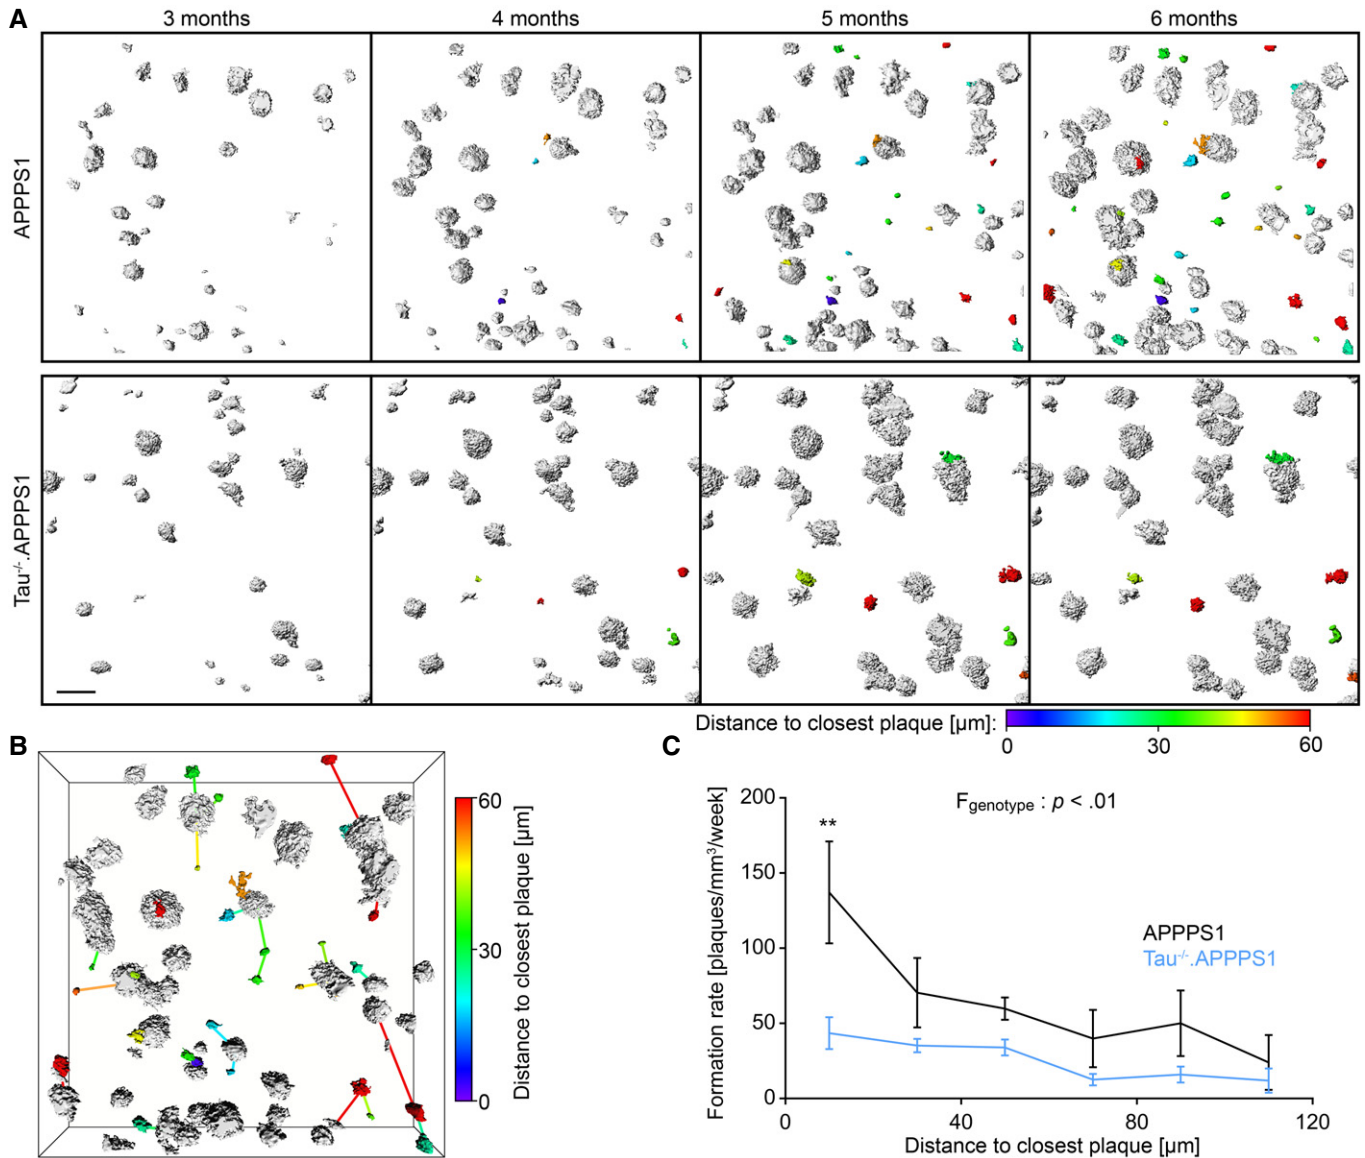 A
3 months
4 months
5 months
6 months
APPPS1
Tau-/-.APPPS1
Distance to closest plaque [µm]:
0
30
60
B
60
30
0
Distance to closest plaque [µm]
C
Fgenotype : p < .01
**
200
150
100
50
0
Formation rate [plaques/mm3/week]
APPPS1
Tau-/-.APPPS1
0
40
80
120
Distance to closest plaque [µm]